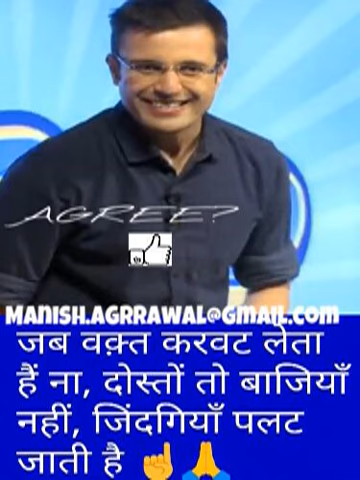 AGREE?
MANISH.AGRRAWAL@GMAIL.COM
जब वक़्त करवट लेता
हैं ना, दोस्तों तो बाजियाँ
नहीं, जिंदगियाँ पलट
जाती है ☝️🙏